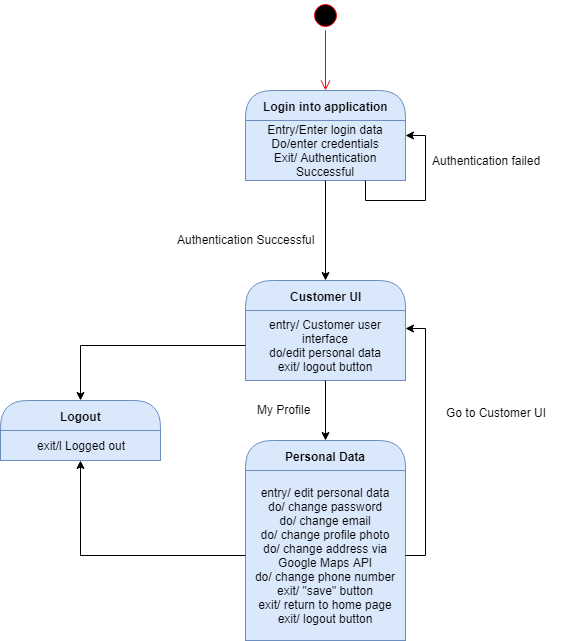 Login into application
Entry/Enter login data
Do/enter credentials
Exit/ Authentication
Successful
Authentication failed
Authentication Successful
Customer UI
entry/ Customer user
interface
do/edit personal data
exit/ logout button
Logout
exit/l Logged out
My Profile
Go to Customer UI
Personal Data
entry/ edit personal data
do/ change password
do/ change email
do/ change profile photo
do/ change address via
Google Maps API
do/ change phone number
exit/ "save" button
exit/ return to home page
exit/ logout button